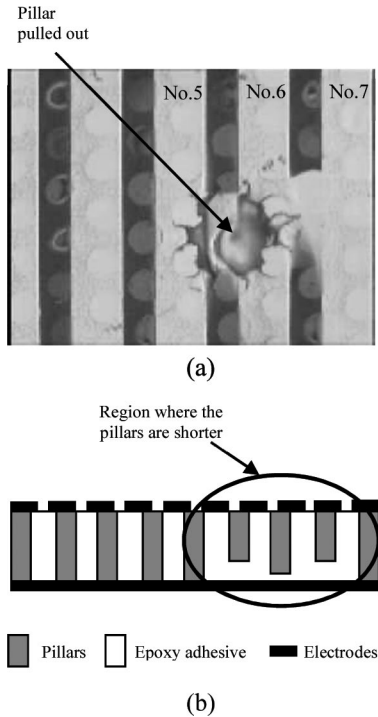 Pillar
pulled out
No.5 No.6 No.7
(a)
Region where the
pillars are shorter
Pillars Epoxy adhesive Electrodes
(b)